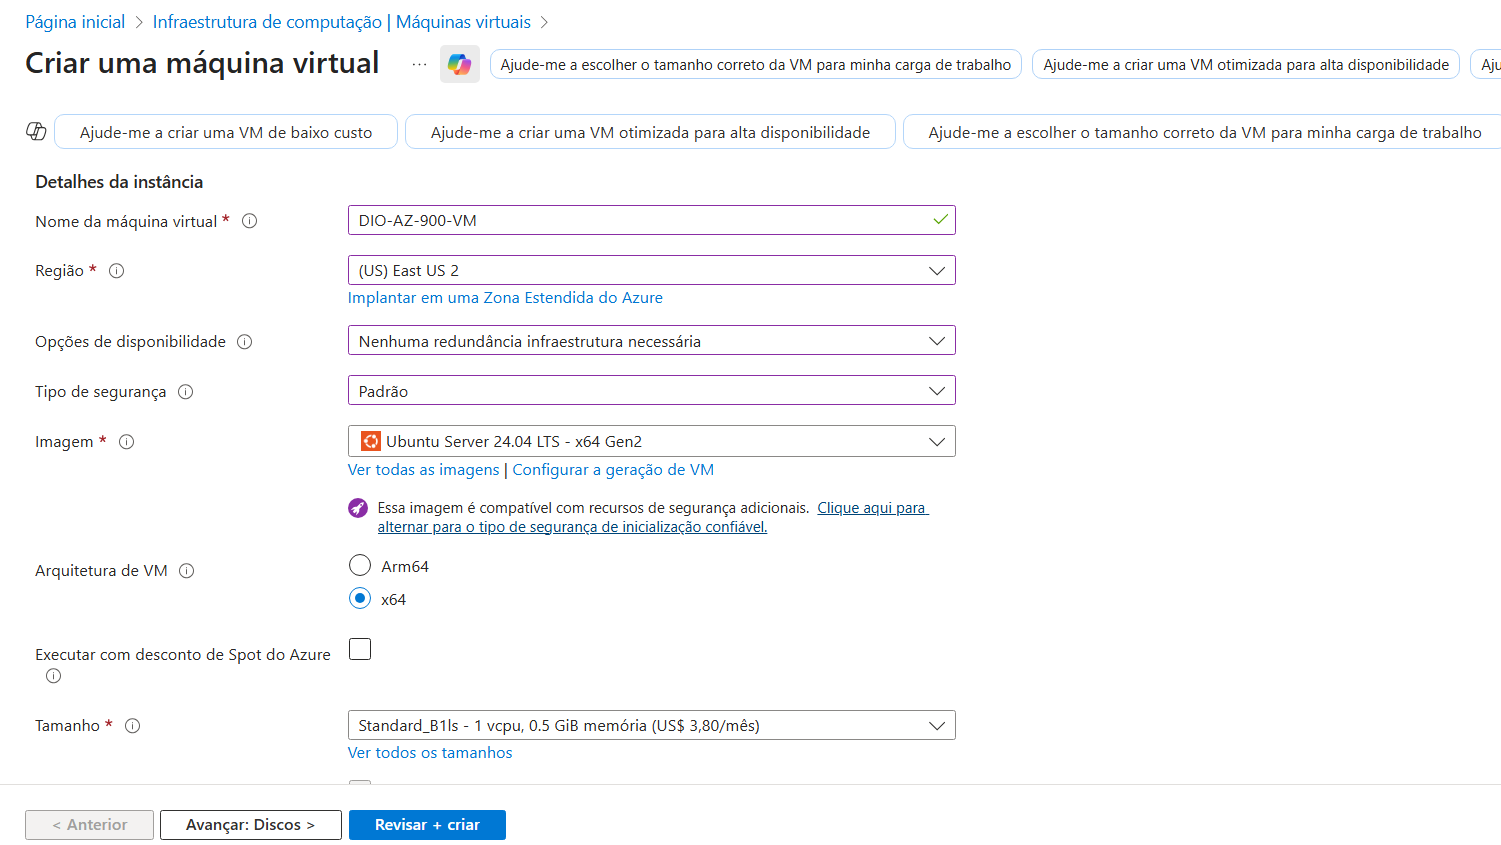 Página inicial > Infraestrutura de computação | Máquinas virtuais >
Criar uma máquina virtual ...
Ajude-me a escolher o tamanho correto da VM para minha carga de trabalho
Ajude-me a criar uma VM otimizada para alta disponibilidade
Aju
Ajude-me a criar uma VM de baixo custo
Ajude-me a criar uma VM otimizada para alta disponibilidade
Ajude-me a escolher o tamanho correto da VM para minha carga de trabalho
Detalhes da instância
Nome da máquina virtual *
DIO-AZ-900-VM
Região *
(US) East US 2
Implantar em uma Zona Estendida do Azure
Opções de disponibilidade
Nenhuma redundância infraestrutura necessária
Tipo de segurança
Padrão
Imagem *
Ubuntu Server 24.04 LTS - x64 Gen2
Ver todas as imagens | Configurar a geração de VM
Essa imagem é compatível com recursos de segurança adicionais. Clique aqui para
alternar para o tipo de segurança de inicialização confiável.
Arquitetura de VM
Arm64
x64
Executar com desconto de Spot do Azure
Tamanho *
Standard_B1ls - 1 vcpu, 0.5 GiB memória (US$ 3,80/mês)
Ver todos os tamanhos
< Anterior
Avançar: Discos >
Revisar + criar